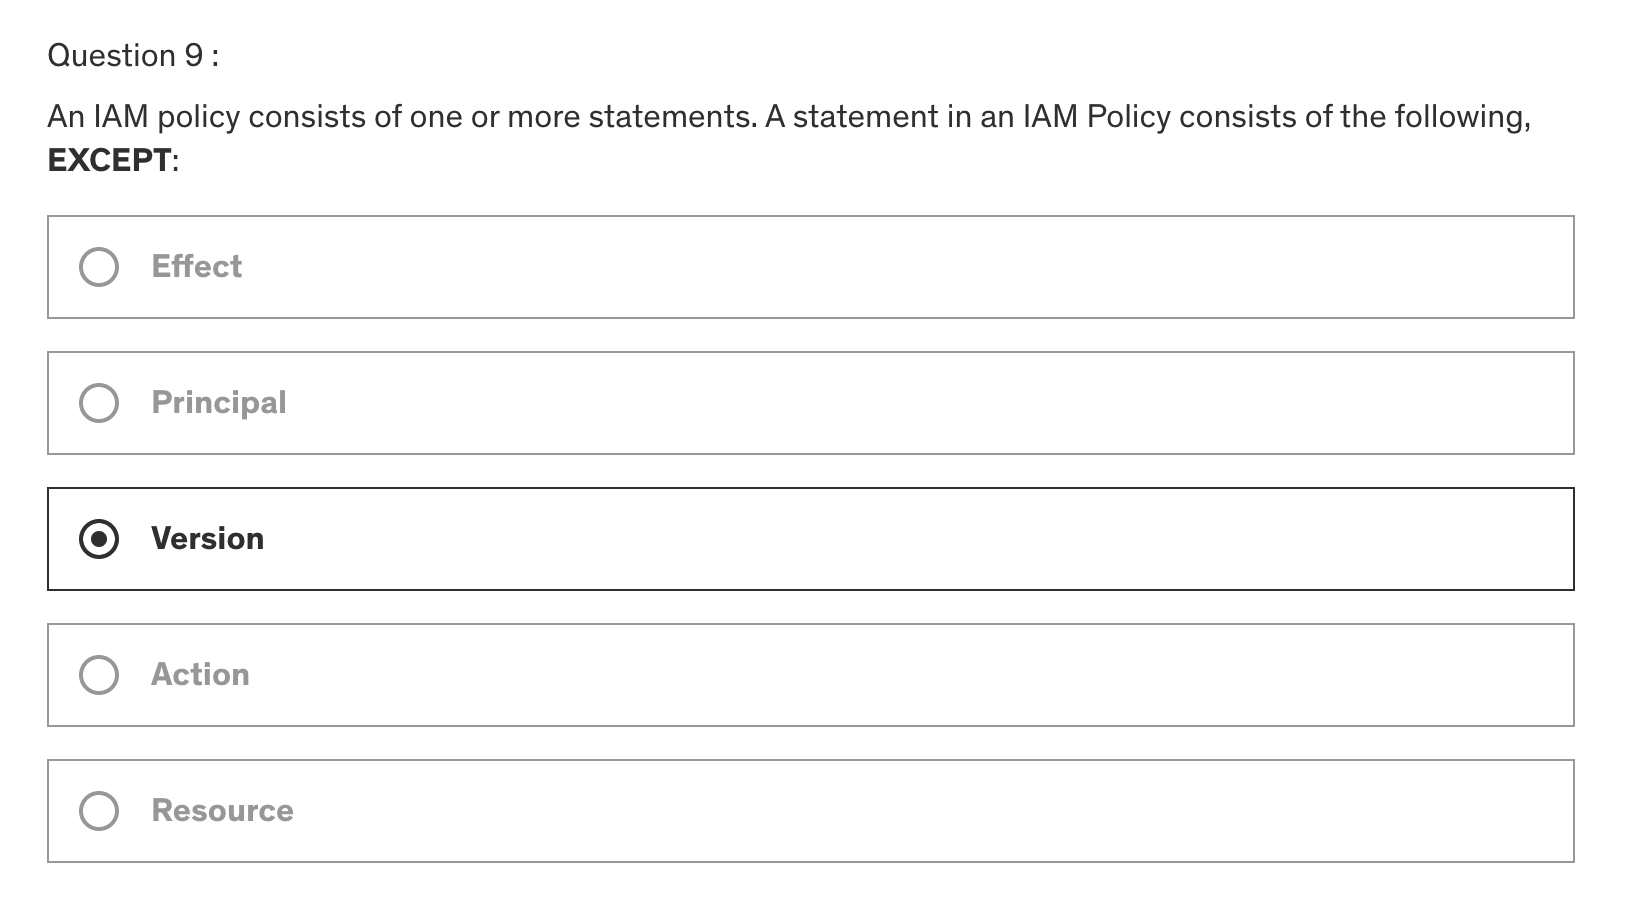 Question 9 :
An IAM policy consists of one or more statements. A statement in an IAM Policy consists of the following,
EXCEPT:
Effect
Principal
Version
Action
Resource